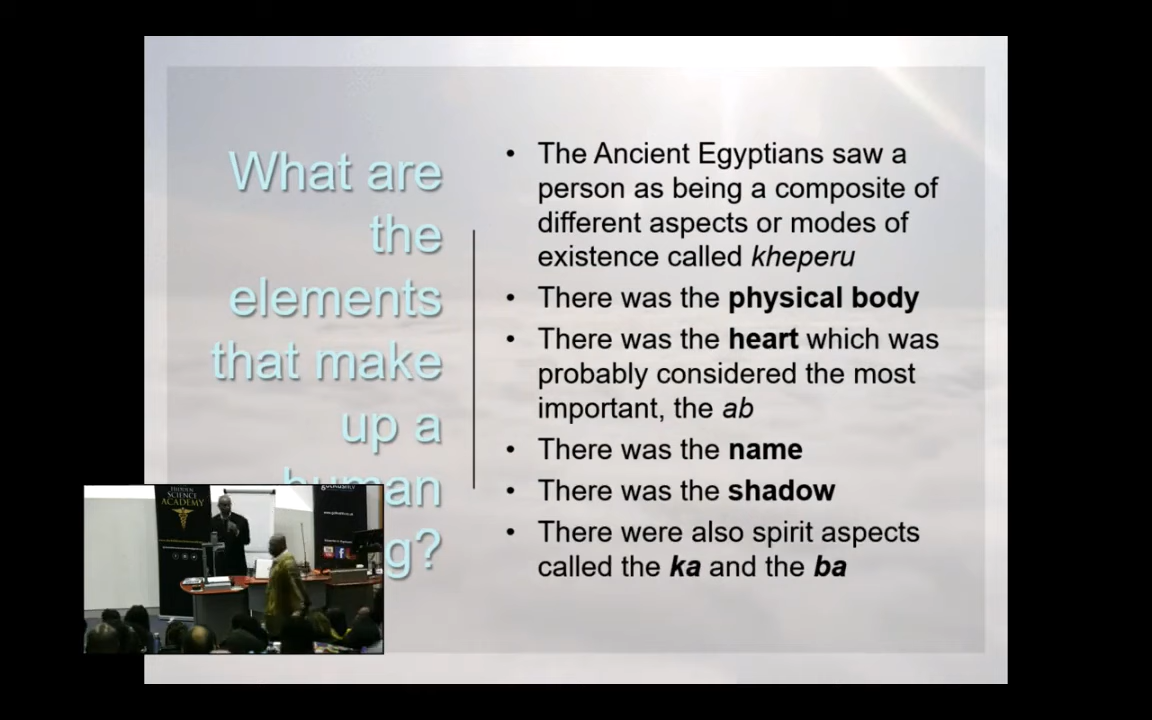 What are
the
elements
that make
up a
human
g?
• The Ancient Egyptians saw a
person as being a composite of
different aspects or modes of
existence called kheperu
• There was the physical body
• There was the heart which was
probably considered the most
important, the ab
• There was the name
• There was the shadow
• There were also spirit aspects
called the ka and the ba
HIDDEN
SCIENCE
ACADEMY